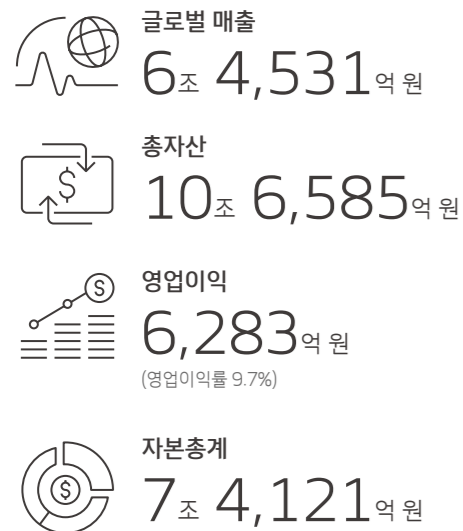 글로벌 매출
6조 4,531억 원
총자산
10조 6,585억 원
영업이익
6,283억 원
(영업이익률 9.7%)
자본총계
7조 4,121억 원